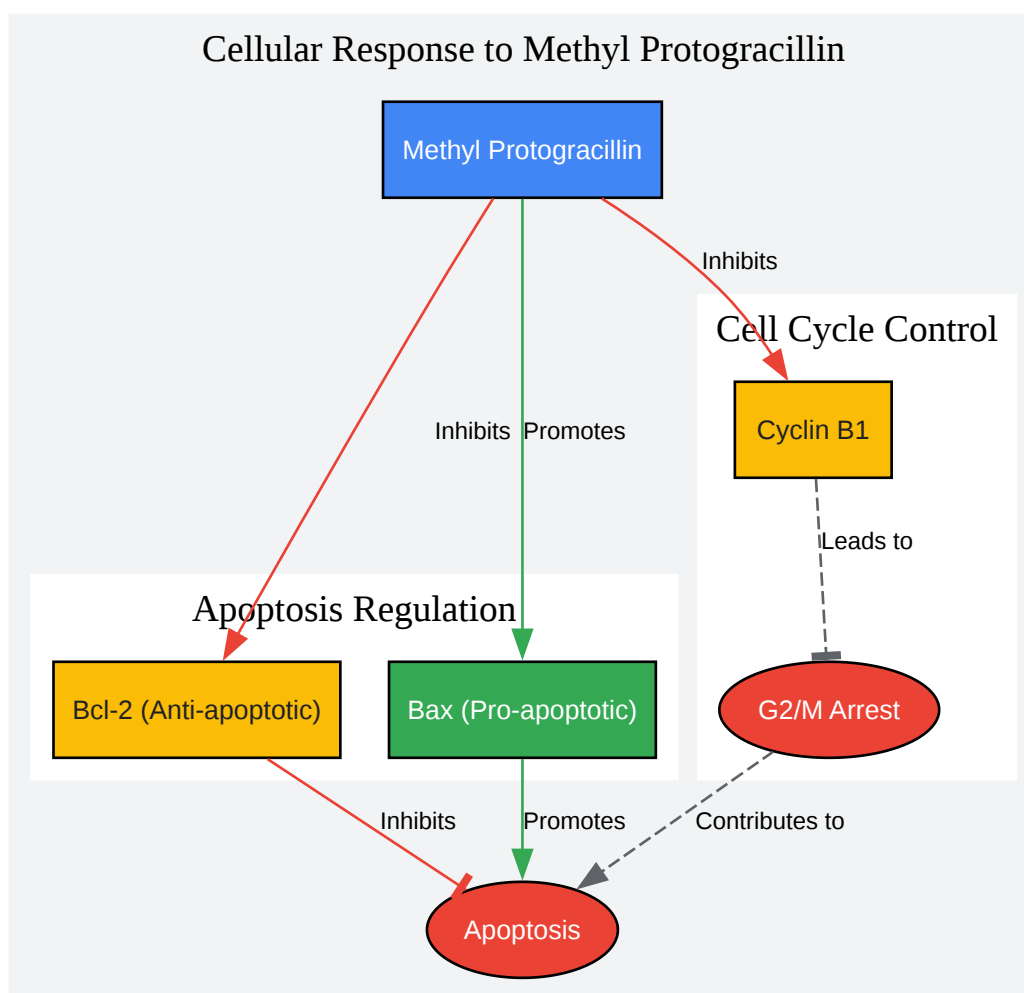 Cellular Response to Methyl Protogracillin
Methyl Protogracillin
Inhibits
Cell Cycle Control
Cyclin B1
Inhibits
Promotes
Leads to
Apoptosis Regulation
Bcl-2 (Anti-apoptotic)
Bax (Pro-apoptotic)
G2/M Arrest
Inhibits
Promotes
Contributes to
Apoptosis